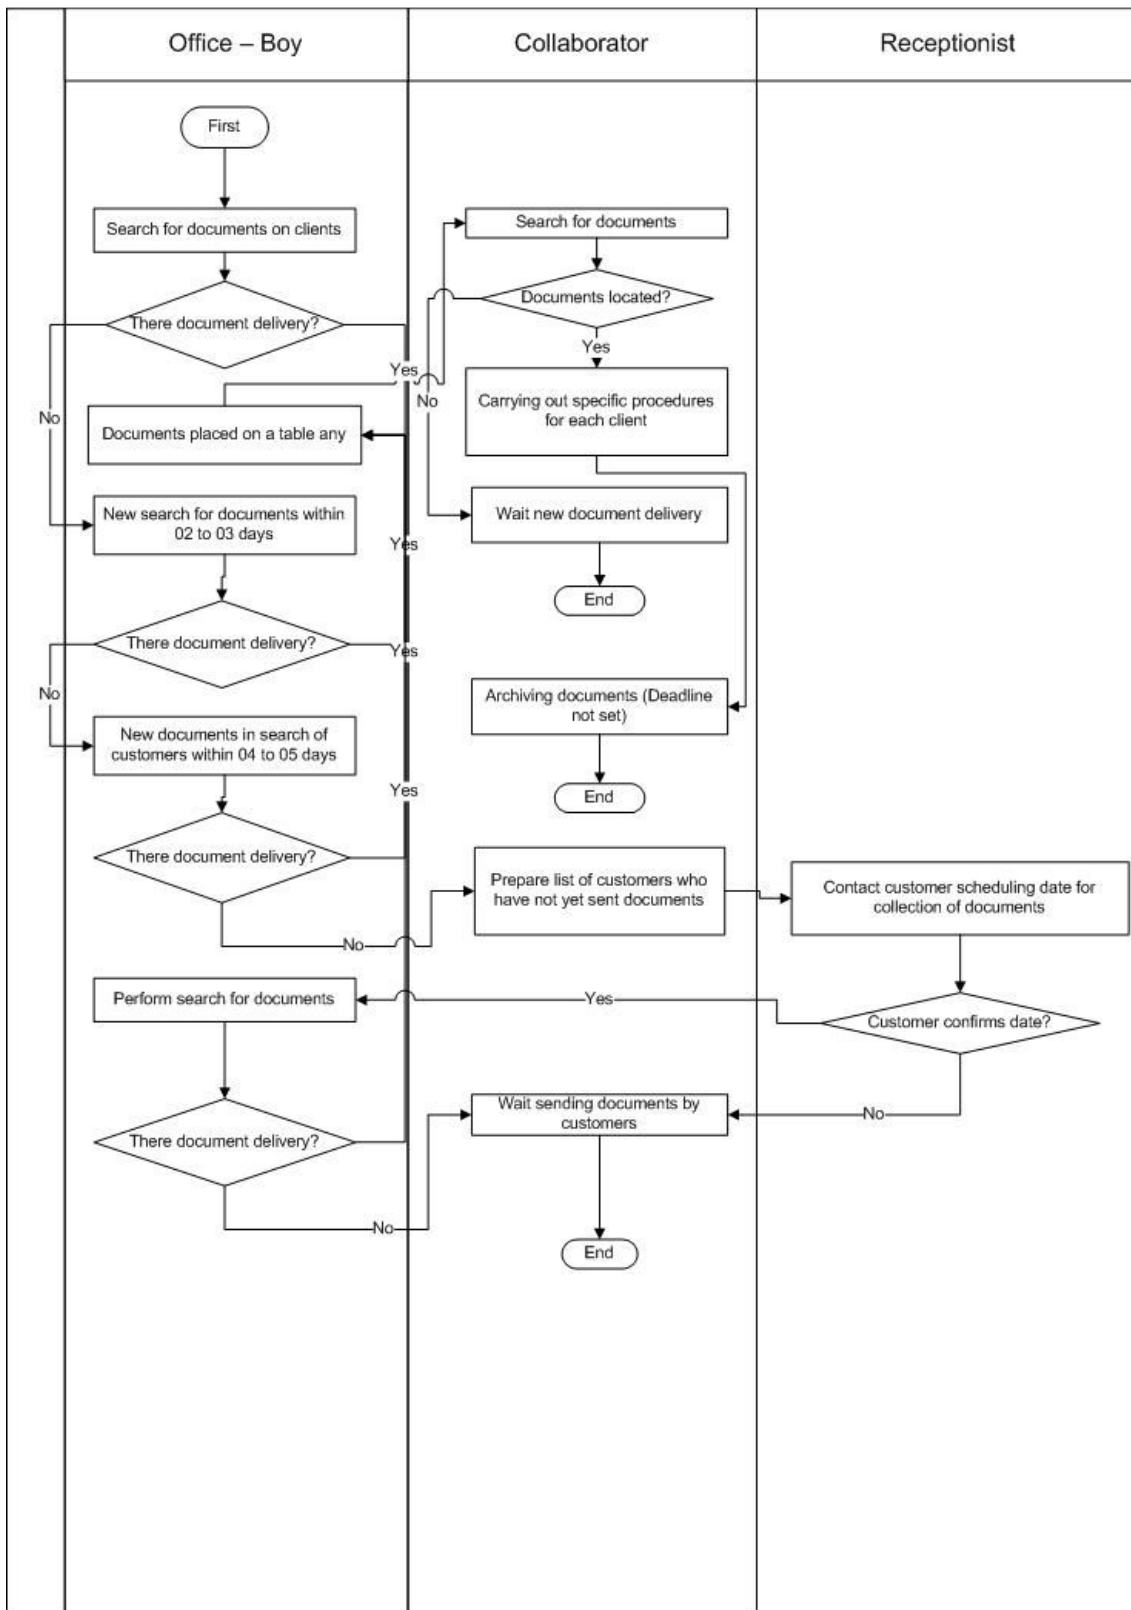 Office – Boy
Collaborator
Receptionist
First
Search for documents on clients
There document delivery?
Yes
No
Documents placed on a table any
New search for documents within
02 to 03 days
Yes
There document delivery?
Yes
No
New documents in search of
customers within 04 to 05 days
Yes
There document delivery?
No
Perform search for documents
There document delivery?
No
Search for documents
Documents located?
Yes
No
Carrying out specific procedures
for each client
Wait new document delivery
End
Archiving documents (Deadline
not set)
End
Prepare list of customers who
have not yet sent documents
Yes
Wait sending documents by
customers
End
Contact customer scheduling date for
collection of documents
Customer confirms date?
No